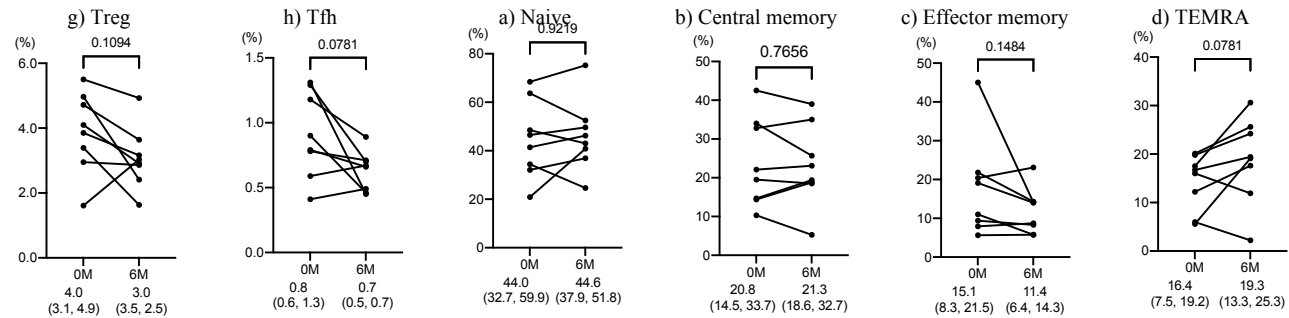 g) Treg
(%)
0.1094
6.0
4.0
2.0
0.0
0M 6M
4.0 3.0
(3.1, 4.9) (3.5, 2.5)
h) Tfh
(%)
0.0781
1.5
1.0
0.5
0.0
0M 6M
0.8 0.7
(0.6, 1.3) (0.5, 0.7)
a) Naive
(%)
0.9219
80
60
40
20
0
0M 6M
44.0 44.6
(32.7, 59.9) (37.9, 51.8)
b) Central memory
(%)
0.7656
50
40
30
20
10
0
0M 6M
20.8 21.3
(14.5, 33.7) (18.6, 32.7)
c) Effector memory
(%)
0.1484
50
40
30
20
10
0
0M 6M
15.1 11.4
(8.3, 21.5) (6.4, 14.3)
d) TEMRA
(%)
0.0781
40
30
20
10
0
0M 6M
16.4 19.3
(7.5, 19.2) (13.3, 25.3)